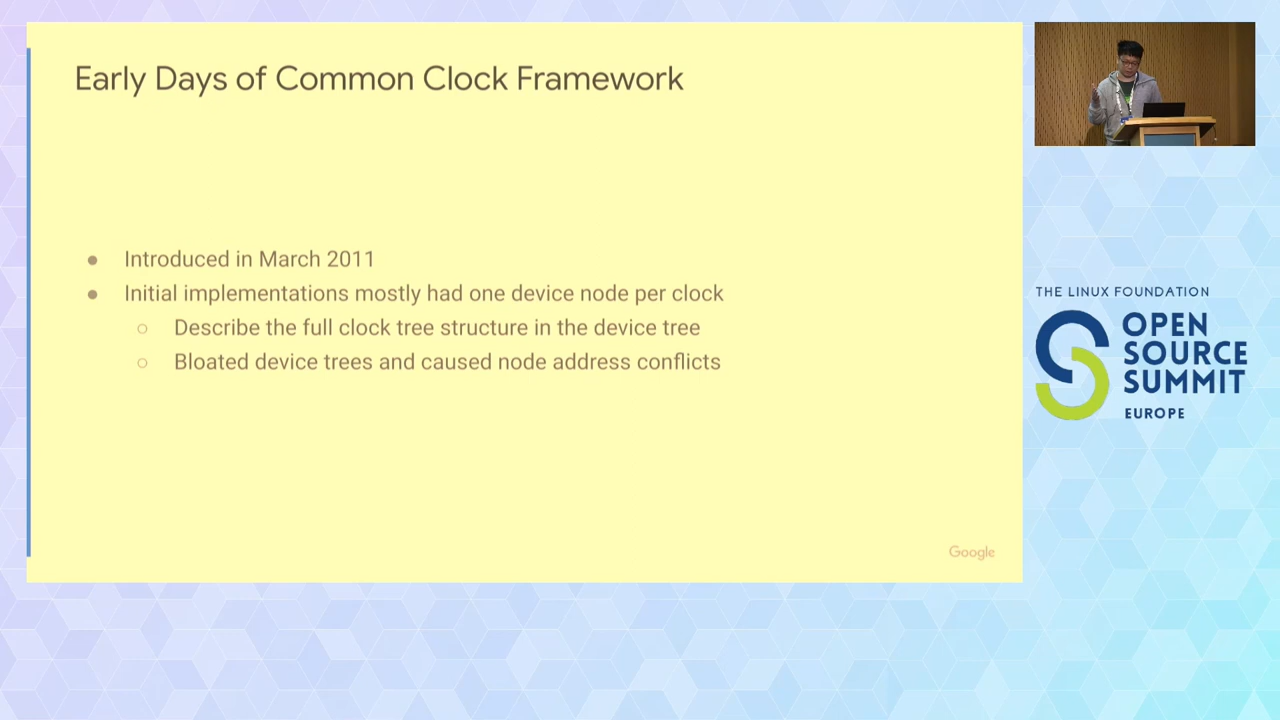 Early Days of Common Clock Framework
● Introduced in March 2011
● Initial implementations mostly had one device node per clock
○ Describe the full clock tree structure in the device tree
○ Bloated device trees and caused node address conflicts
Google
THE LINUX FOUNDATION
OPEN
SOURCE
SUMMIT
EUROPE